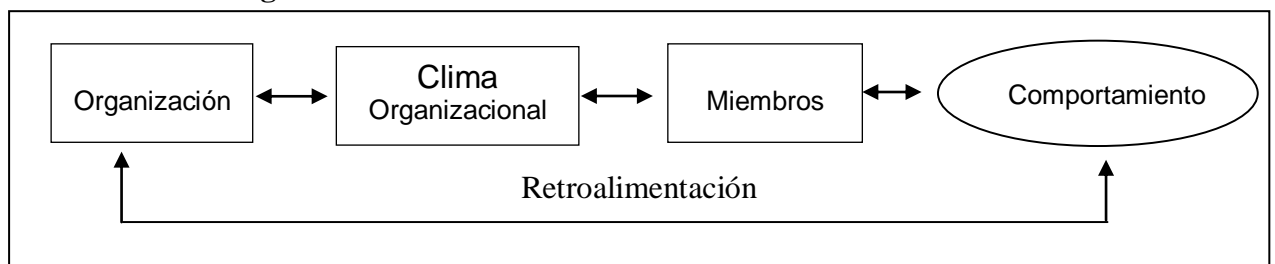 Organización
Clima
Organizacional
Miembros
Comportamiento
Retroalimentación